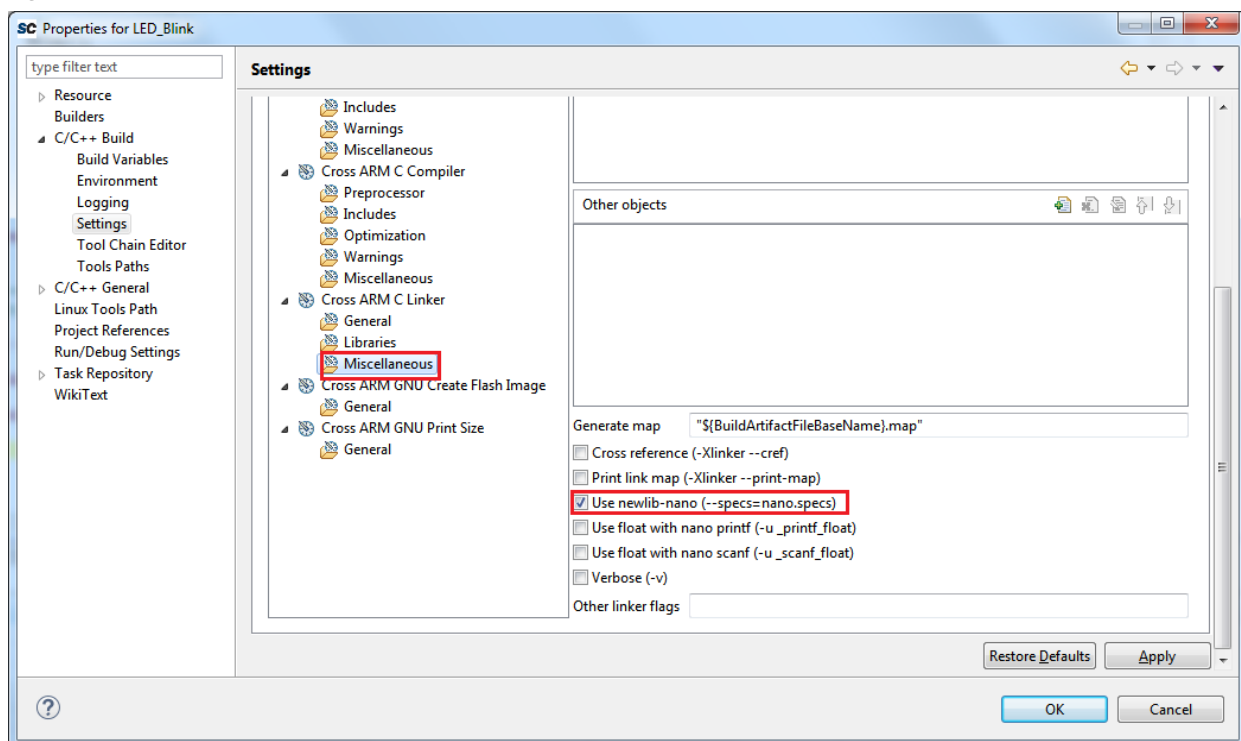 SC Properties for LED_Blink
type filter text
Resource
Builders
C/C++ Build
Build Variables
Environment
Logging
Settings
Tool Chain Editor
Tools Paths
C/C++ General
Linux Tools Path
Project References
Run/Debug Settings
Task Repository
WikiText
Settings
Includes
Warnings
Miscellaneous
Cross ARM C Compiler
Preprocessor
Includes
Optimization
Warnings
Miscellaneous
Cross ARM C Linker
General
Libraries
Miscellaneous
Cross ARM GNU Create Flash Image
General
Cross ARM GNU Print Size
General
Other objects
Generate map "${BuildArtifactFileBaseName}.map"
Cross reference (-Xlinker --cref)
Print link map (-Xlinker --print-map)
Use newlib-nano (--specs=nano.specs)
Use float with nano printf (-u _printf_float)
Use float with nano scanf (-u _scanf_float)
Verbose (-v)
Other linker flags
Restore Defaults Apply
OK Cancel